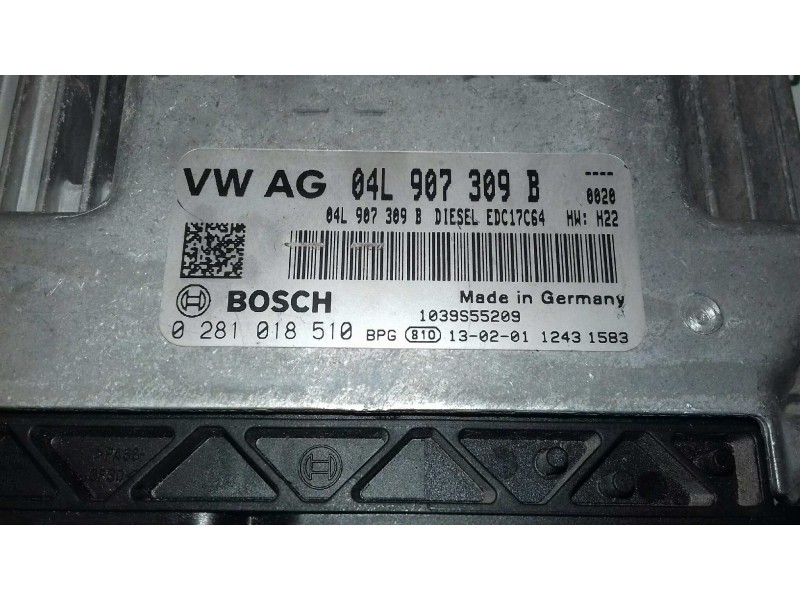 VW AG 04L 907 309 B ----
0020
04L 907 309 B DIESEL EDC17C64 HW: H22
BOSCH Made in Germany
1039S55209
0 281 018 510 BPG 810 13-02-01 1243 1583